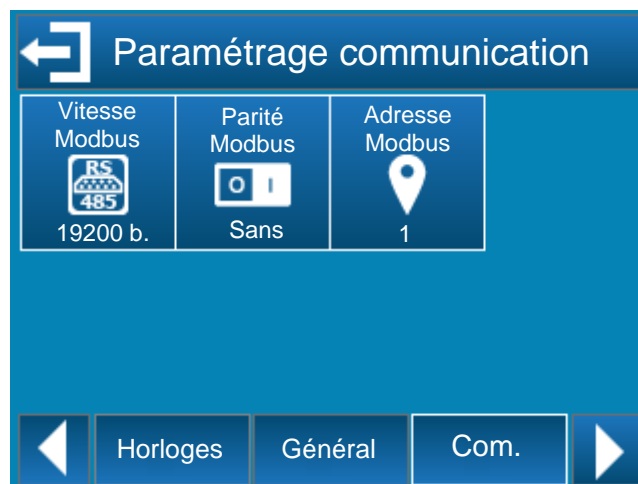 Paramétrage communication
Vitesse
Modbus
RS
485
19200 b.
Parité
Modbus
O I
Sans
Adresse
Modbus
1
Horloges
Général
Com.